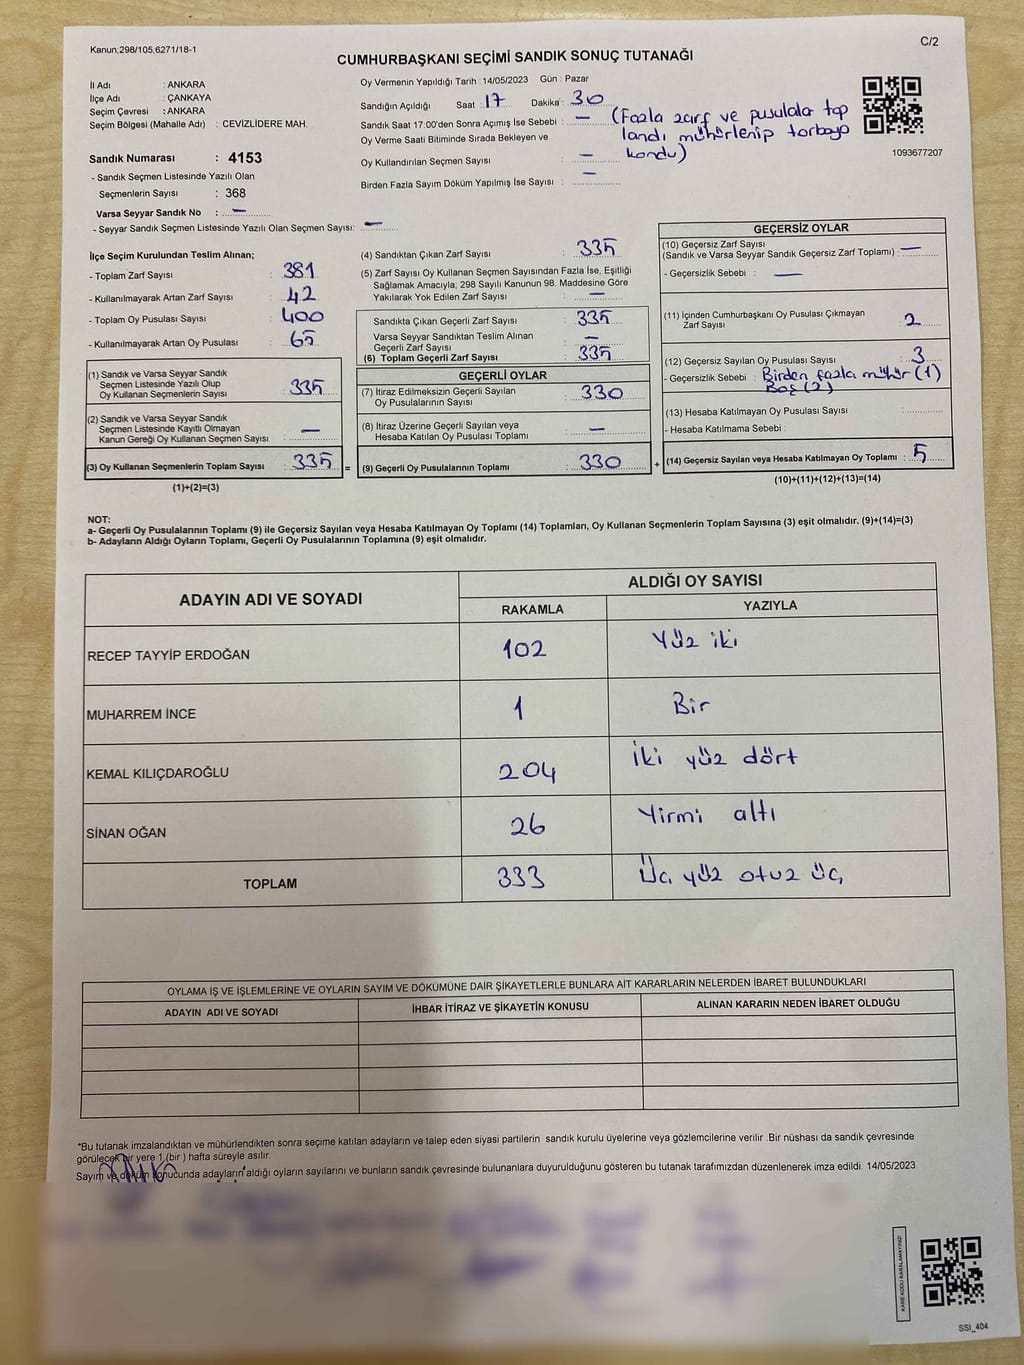 Kanun;298/105;6271/18-1
C/2
CUMHURBAŞKANI SEÇİMİ SANDIK SONUÇ TUTANAĞI
İl Adı : ANKARA
İlçe Adı : ÇANKAYA
Seçim Çevresi : ANKARA
Seçim Bölgesi (Mahalle Adı) : CEVİZLİDERE MAH.
Sandık Numarası : 4153
- Sandık Seçmen Listesinde Yazılı Olan
Seçmenlerin Sayısı : 368
Varsa Seyyar Sandık No : —
- Seyyar Sandık Seçmen Listesinde Yazılı Olan Seçmen Sayısı: —
Oy Vermenin Yapıldığı Tarih : 14/05/2023 Gün : Pazar
Sandığın Açıldığı Saat : 17 Dakika : 30
Sandık Saat 17:00'den Sonra Açımış İse Sebebi : —
Oy Verme Saati Bitiminde Sırada Bekleyen ve
Oy Kullandırılan Seçmen Sayısı : —
Birden Fazla Sayım Döküm Yapılmış İse Sayısı : —
(Fazla zarf ve pusulalar top
landı mühürlenip torbaya
kondu)
1093677207
İlçe Seçim Kurulundan Teslim Alınan;
- Toplam Zarf Sayısı : 381
- Kullanılmayarak Artan Zarf Sayısı : 42
- Toplam Oy Pusulası Sayısı : 400
- Kullanılmayarak Artan Oy Pusulası : 65
(1) Sandık ve Varsa Seyyar Sandık
Seçmen Listesinde Yazılı Olup
Oy Kullanan Seçmenlerin Sayısı : 335
(2) Sandık ve Varsa Seyyar Sandık
Seçmen Listesinde Kayıtlı Olmayan
Kanun Gereği Oy Kullanan Seçmen Sayısı : —
(3) Oy Kullanan Seçmenlerin Toplam Sayısı : 335 =
(1)+(2)=(3)
(4) Sandıktan Çıkan Zarf Sayısı : 335
(5) Zarf Sayısı Oy Kullanan Seçmen Sayısından Fazla İse, Eşitliği
Sağlamak Amacıyla; 298 Sayılı Kanunun 98. Maddesine Göre
Yakılarak Yok Edilen Zarf Sayısı : —
Sandıkta Çıkan Geçerli Zarf Sayısı : 335
Varsa Seyyar Sandıktan Teslim Alınan
Geçerli Zarf Sayısı : —
(6) Toplam Geçerli Zarf Sayısı : 335
GEÇERLİ OYLAR
(7) İtiraz Edilmeksizin Geçerli Sayılan
Oy Pusulalarının Sayısı : 330
(8) İtiraz Üzerine Geçerli Sayılan veya
Hesaba Katılan Oy Pusulası Toplamı : —
(9) Geçerli Oy Pusulalarının Toplamı : 330 +
GEÇERSİZ OYLAR
(10) Geçersiz Zarf Sayısı
(Sandık ve Varsa Seyyar Sandık Geçersiz Zarf Toplamı) : —
- Geçersizlik Sebebi : —
(11) İçinden Cumhurbaşkanı Oy Pusulası Çıkmayan
Zarf Sayısı : 2
(12) Geçersiz Sayılan Oy Pusulası Sayısı : 3
- Geçersizlik Sebebi : Birden fazla mühür (1)
Boş (2)
(13) Hesaba Katılmayan Oy Pusulası Sayısı :
- Hesaba Katılmama Sebebi :
(14) Geçersiz Sayılan veya Hesaba Katılmayan Oy Toplamı : 5
(10)+(11)+(12)+(13)=(14)
NOT:
a- Geçerli Oy Pusulalarının Toplamı (9) ile Geçersiz Sayılan veya Hesaba Katılmayan Oy Toplamı (14) Toplamları, Oy Kullanan Seçmenlerin Toplam Sayısına (3) eşit olmalıdır. (9)+(14)=(3)
b- Adayların Aldığı Oyların Toplamı, Geçerli Oy Pusulalarının Toplamına (9) eşit olmalıdır.
ADAYIN ADI VE SOYADI ALDIĞI OY SAYISI
RAKAMLA YAZIYLA
RECEP TAYYİP ERDOĞAN 102 Yüz iki
MUHARREM İNCE 1 Bir
KEMAL KILIÇDAROĞLU 204 İki yüz dört
SİNAN OĞAN 26 Yirmi altı
TOPLAM 333 Üç yüz otuz üç
OYLAMA İŞ VE İŞLEMLERİNE VE OYLARIN SAYIM VE DÖKÜMÜNE DAİR ŞİKAYETLERLE BUNLARA AİT KARARLARIN NELERDEN İBARET BULUNDUKLARI
ADAYIN ADI VE SOYADI İHBAR İTİRAZ VE ŞİKAYETİN KONUSU ALINAN KARARIN NEDEN İBARET OLDUĞU
*Bu tutanak imzalandıktan ve mühürlendikten sonra seçime katılan adayların ve talep eden siyasi partilerin sandık kurulu üyelerine veya gözlemcilerine verilir .Bir nüshası da sandık çevresinde
görülecek bir yere 1 (bir ) hafta süreyle asılır.
Sayım ve döküm sonucunda adayların aldığı oyların sayılarını ve bunların sandık çevresinde bulunanlara duyurulduğunu gösteren bu tutanak tarafımızdan düzenlenerek imza edildi. 14/05/2023
KARE KODU KARALAMAYINIZ!
SSI_404